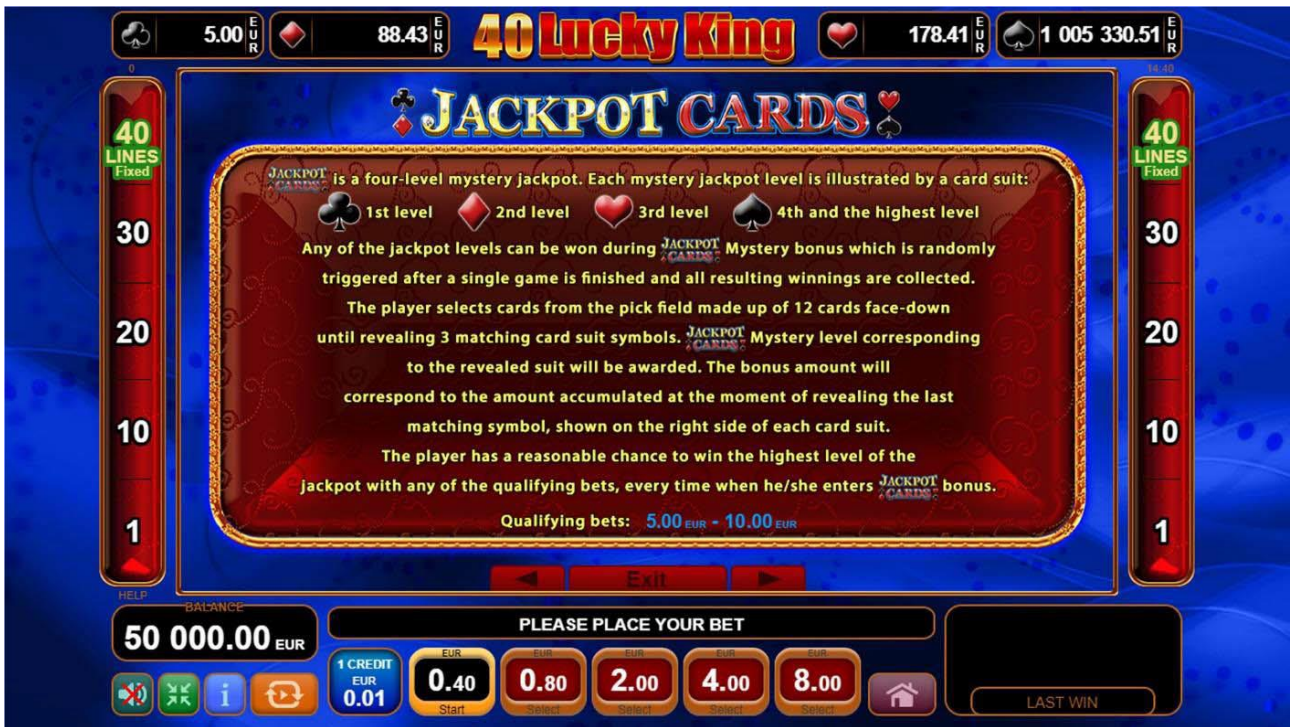 5.00 EUR 88.43 EUR 40 Lucky King 178.41 EUR 1 005 330.51 EUR
0 14:40
JACKPOT CARDS
40 LINES Fixed
30
20
10
1
JACKPOT CARDS is a four-level mystery jackpot. Each mystery jackpot level is illustrated by a card suit:
1st level 2nd level 3rd level 4th and the highest level
Any of the jackpot levels can be won during JACKPOT CARDS Mystery bonus which is randomly
triggered after a single game is finished and all resulting winnings are collected.
The player selects cards from the pick field made up of 12 cards face-down
until revealing 3 matching card suit symbols. JACKPOT CARDS Mystery level corresponding
to the revealed suit will be awarded. The bonus amount will
correspond to the amount accumulated at the moment of revealing the last
matching symbol, shown on the right side of each card suit.
The player has a reasonable chance to win the highest level of the
jackpot with any of the qualifying bets, every time when he/she enters JACKPOT CARDS bonus.
Qualifying bets: 5.00 EUR - 10.00 EUR
40 LINES Fixed
30
20
10
1
Exit
HELP
BALANCE
50 000.00 EUR
PLEASE PLACE YOUR BET
1 CREDIT
EUR
0.01
EUR
0.40
Start
EUR
0.80
Select
EUR
2.00
Select
EUR
4.00
Select
EUR
8.00
Select
LAST WIN